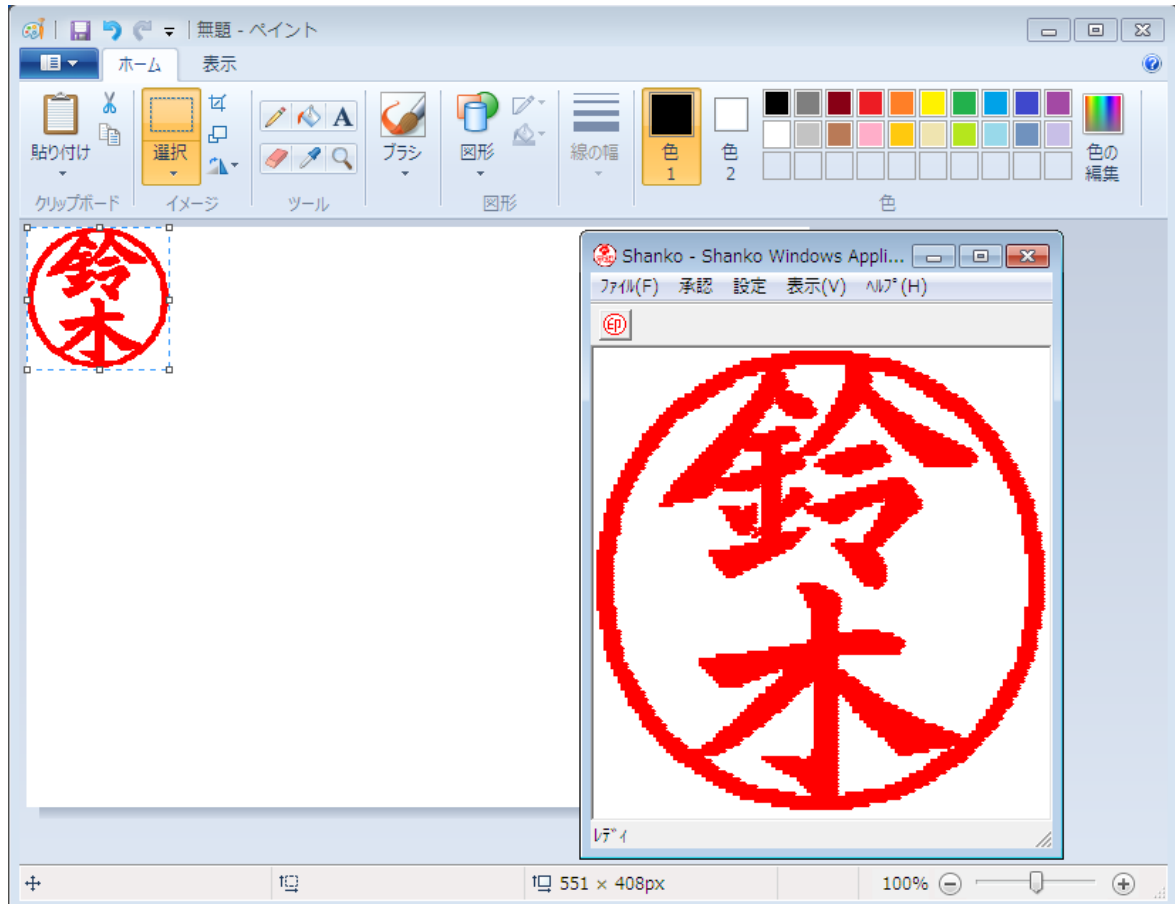 無題 - ペイント
ホーム 表示
貼り付け
選択
A
ブラシ
図形
線の幅
色
1
色
2
色の
編集
クリップボード
イメージ
ツール
図形
色
鈴
木
Shanko - Shanko Windows Appli...
ﾌｧｲﾙ(F) 承認 設定 表示(V) ﾍﾙﾌﾟ(H)
印
鈴
木
ﾚﾃﾞｨ
551 × 408px
100%